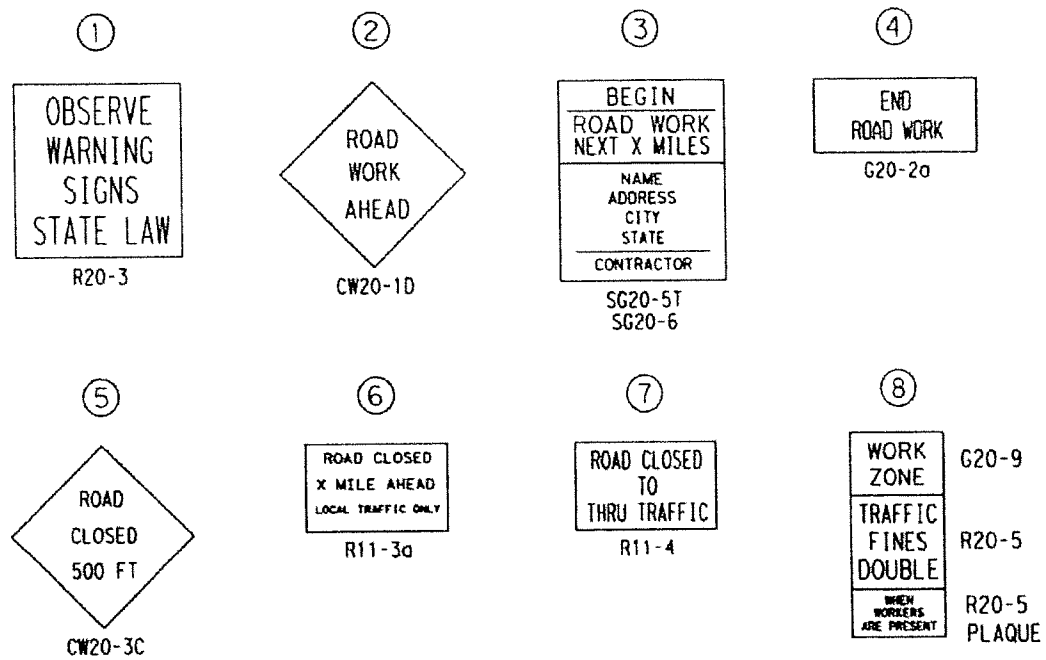 1
OBSERVE
WARNING
SIGNS
STATE LAW
R20-3
2
ROAD
WORK
AHEAD
CW20-1D
3
BEGIN
ROAD WORK
NEXT X MILES
NAME
ADDRESS
CITY
STATE
CONTRACTOR
SG20-5T
SG20-6
4
END
ROAD WORK
G20-2a
5
ROAD
CLOSED
500 FT
CW20-3C
6
ROAD CLOSED
X MILE AHEAD
LOCAL TRAFFIC ONLY
R11-3a
7
ROAD CLOSED
TO
THRU TRAFFIC
R11-4
8
WORK
ZONE
G20-9
TRAFFIC
FINES
DOUBLE
R20-5
WHEN
WORKERS
ARE PRESENT
R20-5
PLAQUE